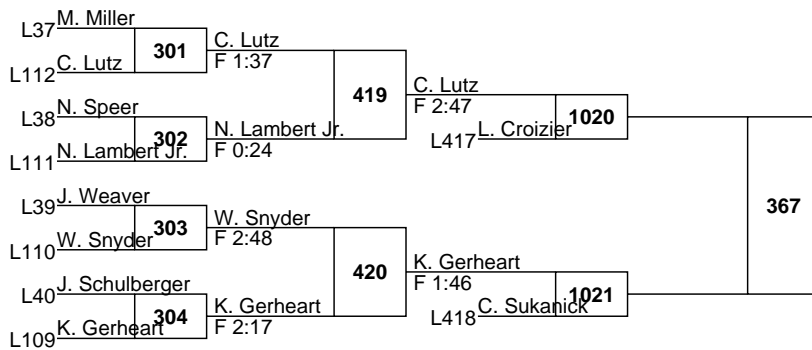 L37 M. Miller
301
C. Lutz
F 1:37
L112 C. Lutz
419
C. Lutz
F 2:47
L38 N. Speer
302
N. Lambert Jr.
F 0:24
L111 N. Lambert Jr.
1020
L417 L. Croizier
367
L39 J. Weaver
303
W. Snyder
F 2:48
L110 W. Snyder
420
K. Gerheart
F 1:46
L40 J. Schulberger
304
K. Gerheart
F 2:17
L109 K. Gerheart
1021
L418 C. Sukanick